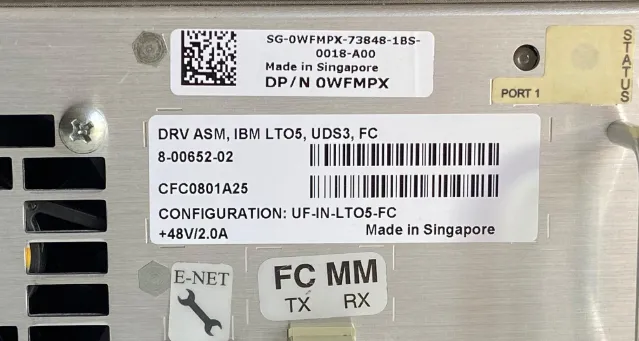 SG-0WFMPX-73848-1BS-
0018-A00
Made in Singapore
DP/N 0WFMPX
PORT 1
STATUS
DRV ASM, IBM LTO5, UDS3, FC
8-00652-02
CFC0801A25
CONFIGURATION: UF-IN-LTO5-FC
+48V/2.0A Made in Singapore
E-NET
FC MM
TX RX